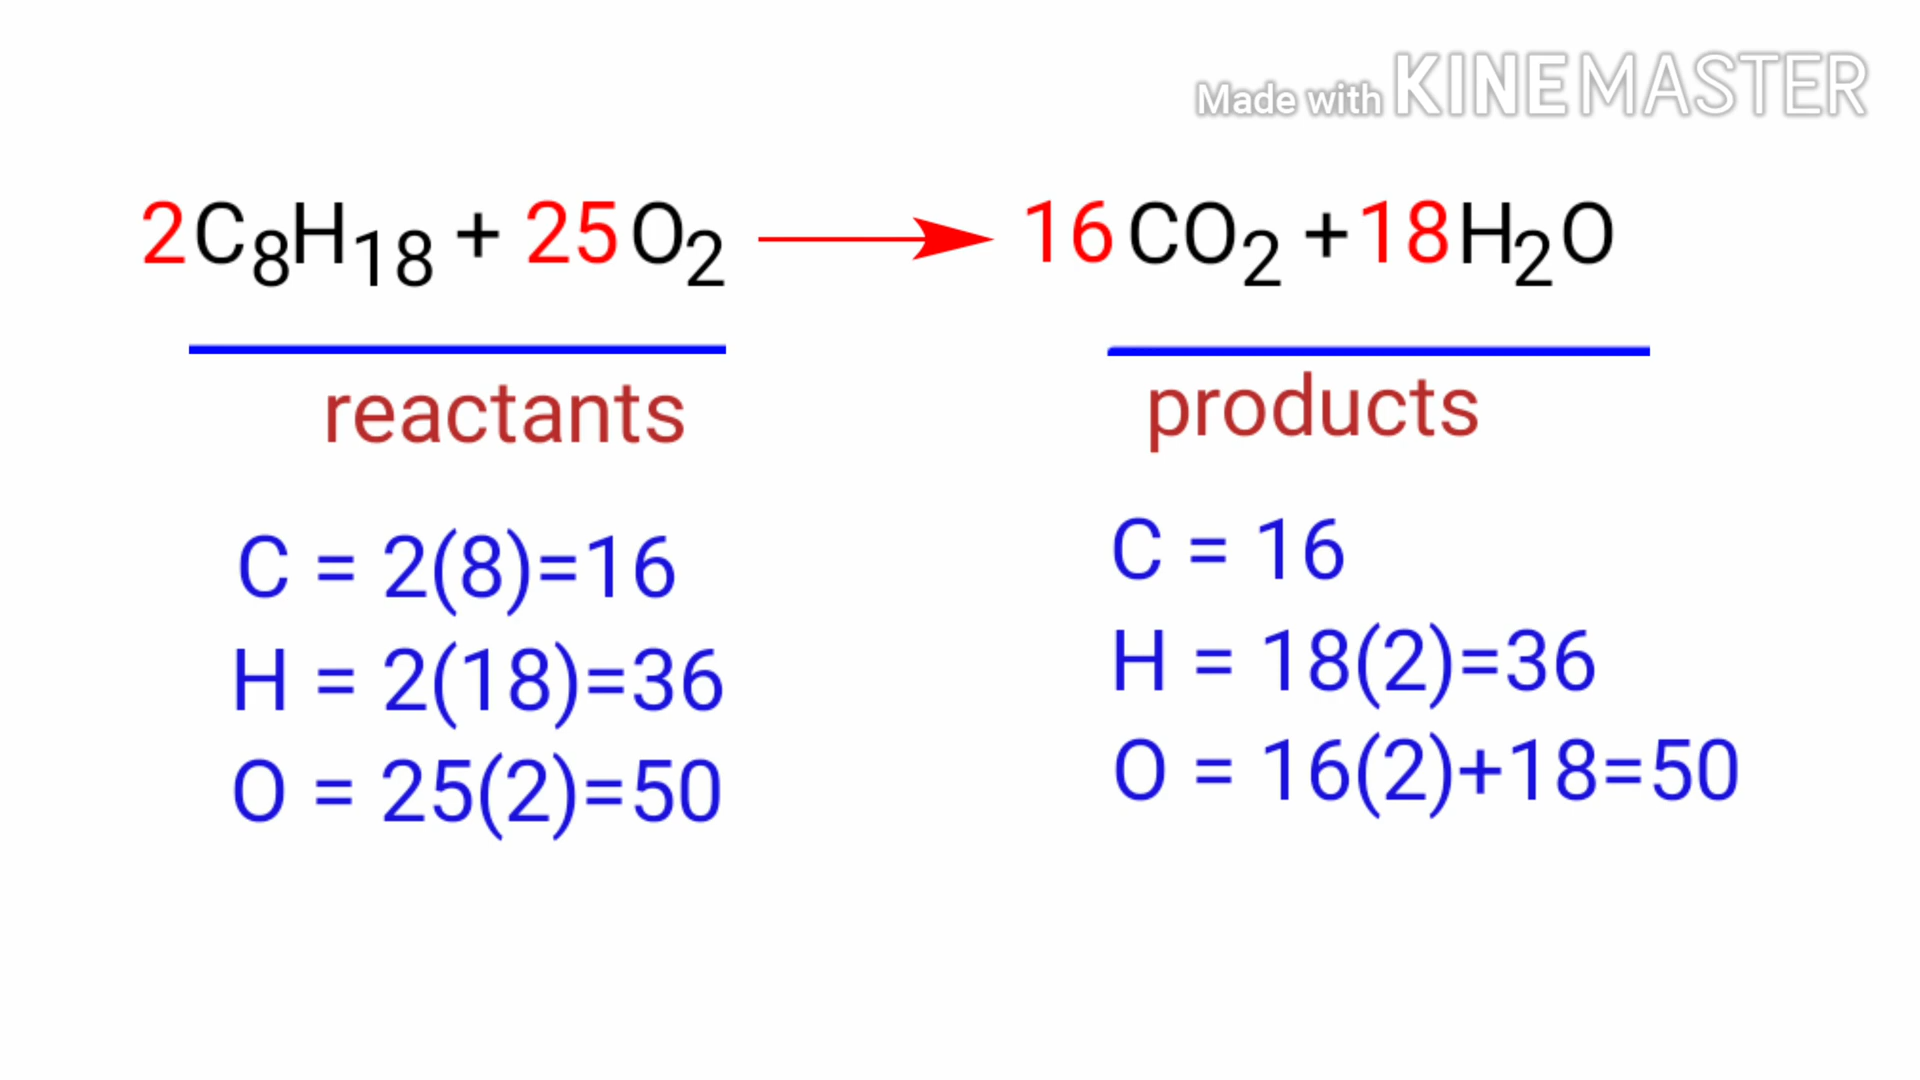 Made with KINEMASTER
2C₈H₁₈ + 25O₂ ⟶ 16CO₂ + 18H₂O
reactants
products
C = 2(8)=16
H = 2(18)=36
O = 25(2)=50
C = 16
H = 18(2)=36
O = 16(2)+18=50